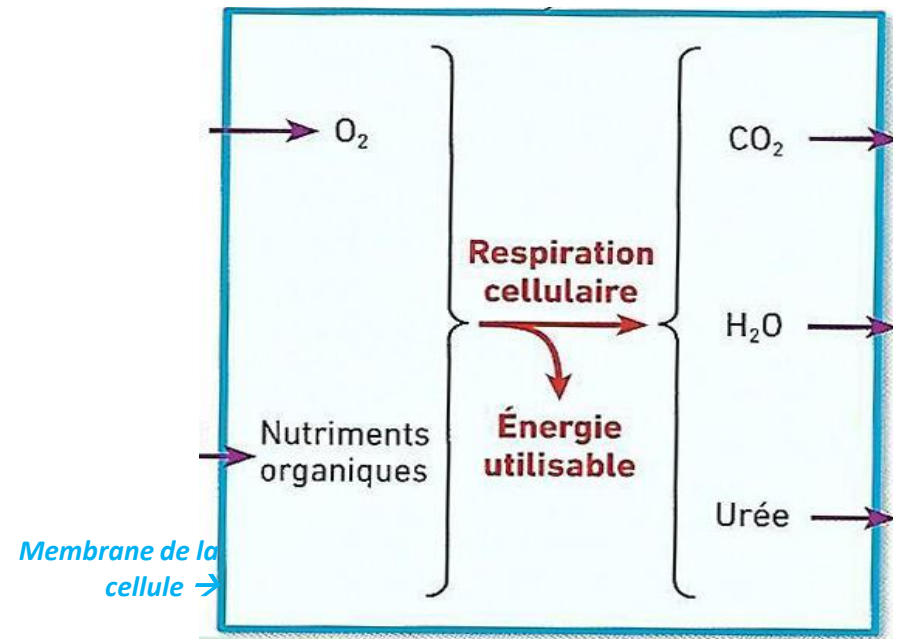 O₂
Nutriments
organiques
Respiration
cellulaire
Énergie
utilisable
CO₂
H₂O
Urée
Membrane de la
cellule →